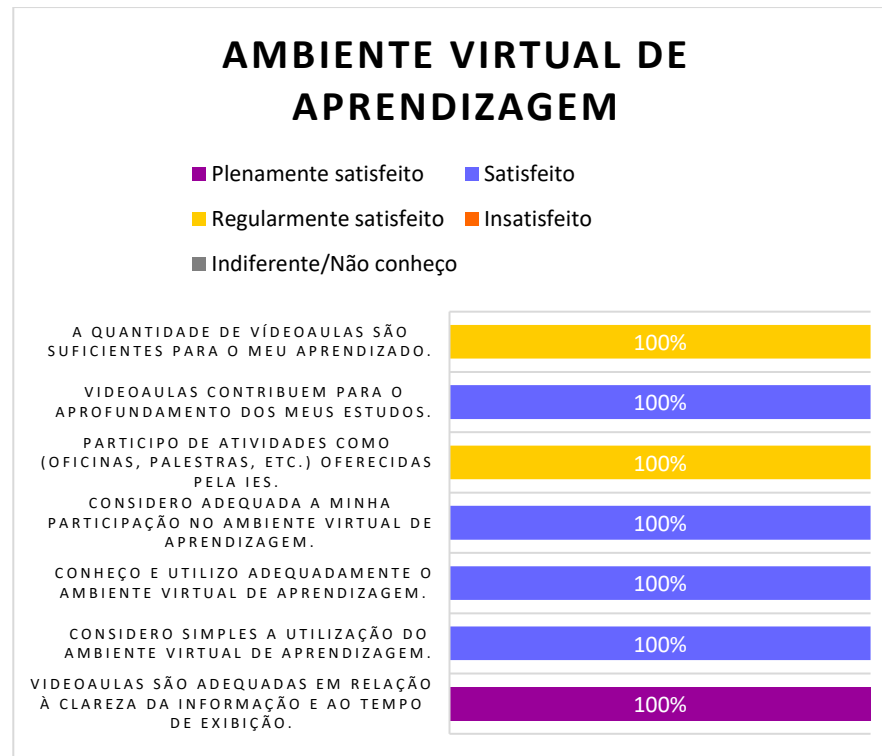 AMBIENTE VIRTUAL DE
APRENDIZAGEM
Plenamente satisfeito
Satisfeito
Regularmente satisfeito
Insatisfeito
Indiferente/Não conheço
A QUANTIDADE DE VÍDEOAULAS SÃO
SUFICIENTES PARA O MEU APRENDIZADO.
100%
VIDEOAULAS CONTRIBUEM PARA O
APROFUNDAMENTO DOS MEUS ESTUDOS.
100%
PARTICIPO DE ATIVIDADES COMO
(OFICINAS, PALESTRAS, ETC.) OFERECIDAS
PELA IES.
100%
CONSIDERO ADEQUADA A MINHA
PARTICIPAÇÃO NO AMBIENTE VIRTUAL DE
APRENDIZAGEM.
100%
CONHEÇO E UTILIZO ADEQUADAMENTE O
AMBIENTE VIRTUAL DE APRENDIZAGEM.
100%
CONSIDERO SIMPLES A UTILIZAÇÃO DO
AMBIENTE VIRTUAL DE APRENDIZAGEM.
100%
VIDEOAULAS SÃO ADEQUADAS EM RELAÇÃO
À CLAREZA DA INFORMAÇÃO E AO TEMPO
DE EXIBIÇÃO.
100%